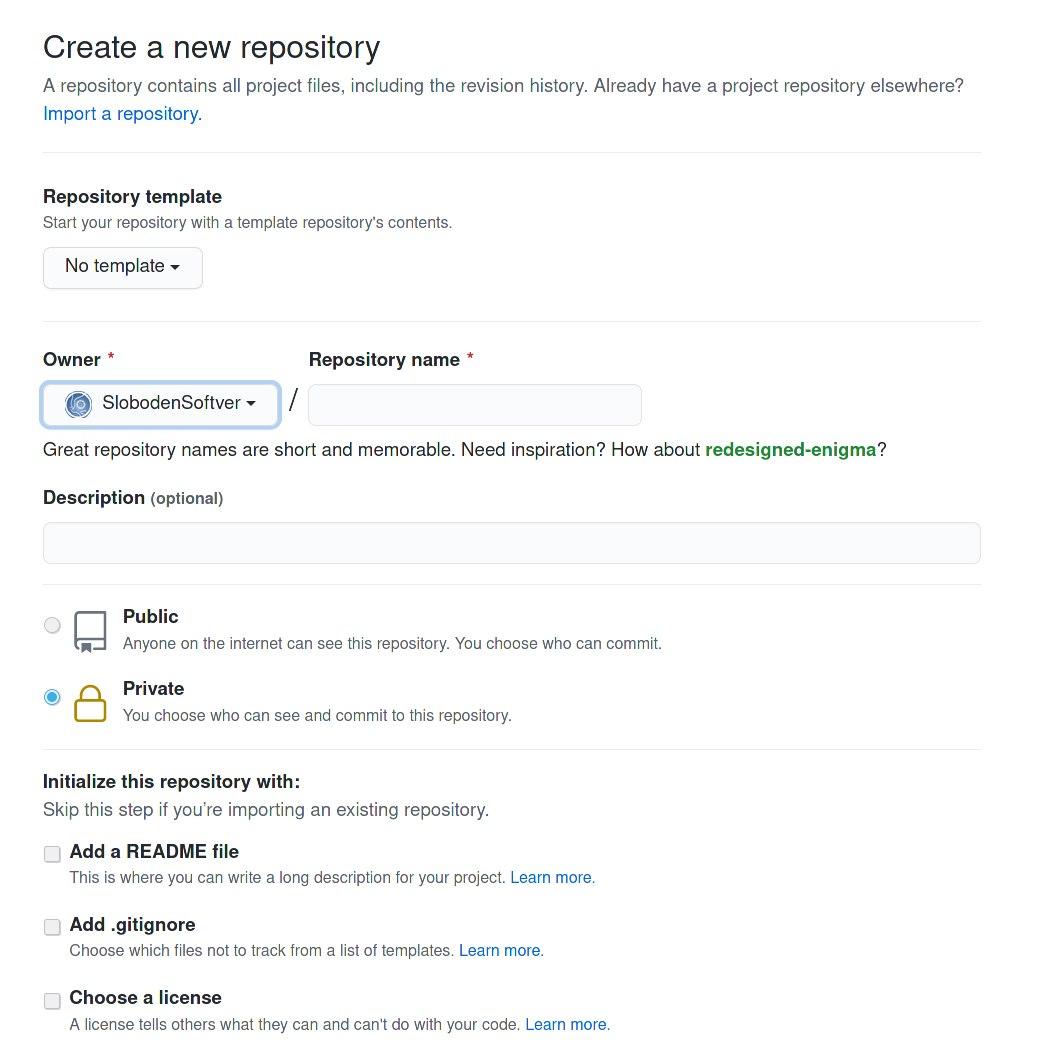 Create a new repository
A repository contains all project files, including the revision history. Already have a project repository elsewhere?
Import a repository.
Repository template
Start your repository with a template repository's contents.
No template
Owner * Repository name *
SlobodenSoftver /
Great repository names are short and memorable. Need inspiration? How about redesigned-enigma?
Description (optional)
Public
Anyone on the internet can see this repository. You choose who can commit.
Private
You choose who can see and commit to this repository.
Initialize this repository with:
Skip this step if you’re importing an existing repository.
Add a README file
This is where you can write a long description for your project. Learn more.
Add .gitignore
Choose which files not to track from a list of templates. Learn more.
Choose a license
A license tells others what they can and can't do with your code. Learn more.